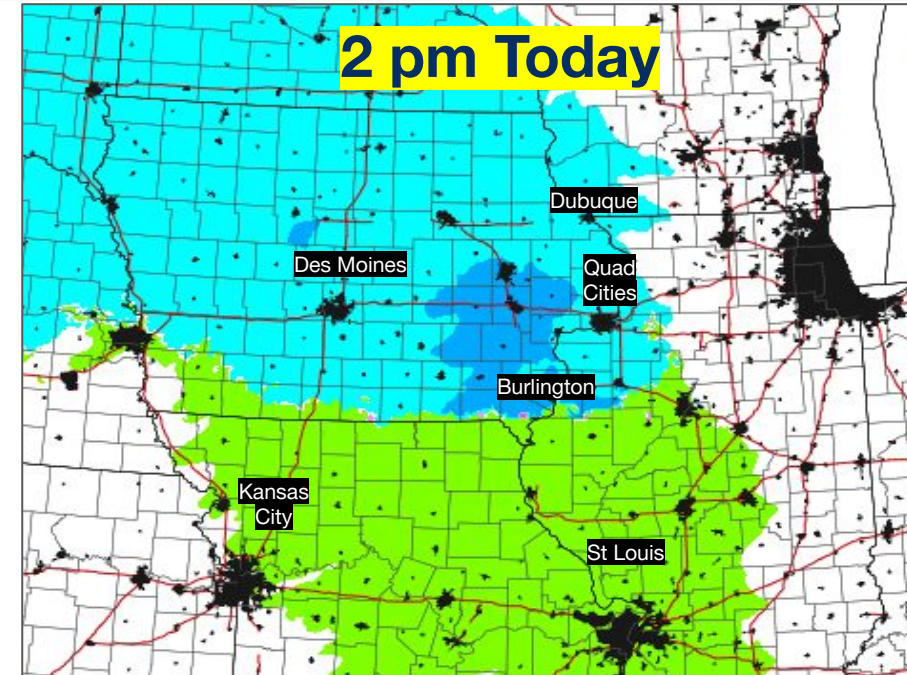 2 pm Today
Dubuque
Des Moines
Quad
Cities
Burlington
Kansas
City
St Louis